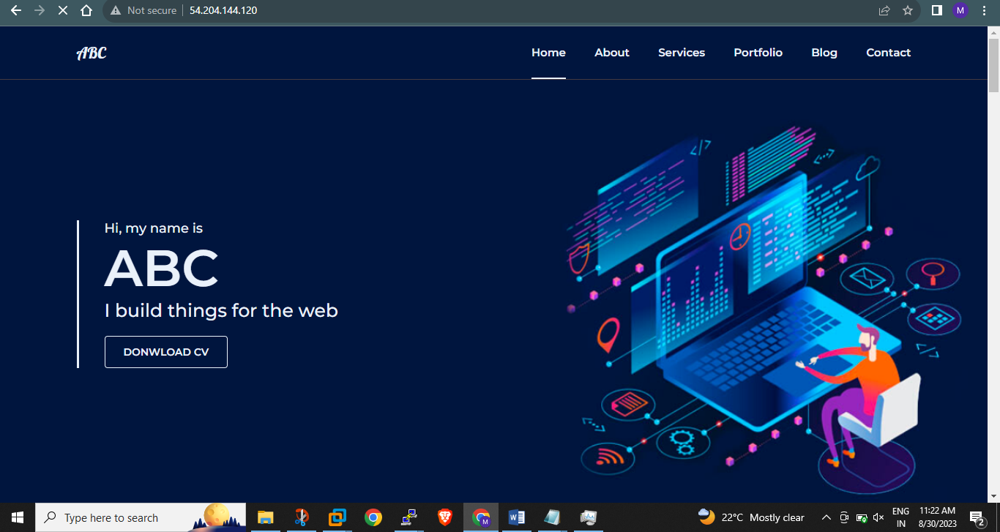 Not secure
54.204.144.120
M
ABC
Home
About
Services
Portfolio
Blog
Contact
Hi, my name is
ABC
I build things for the web
DONWLOAD CV
</?
</>
Type here to search
M
22°C Mostly clear
ENG
IN
11:22 AM
8/30/2023
2